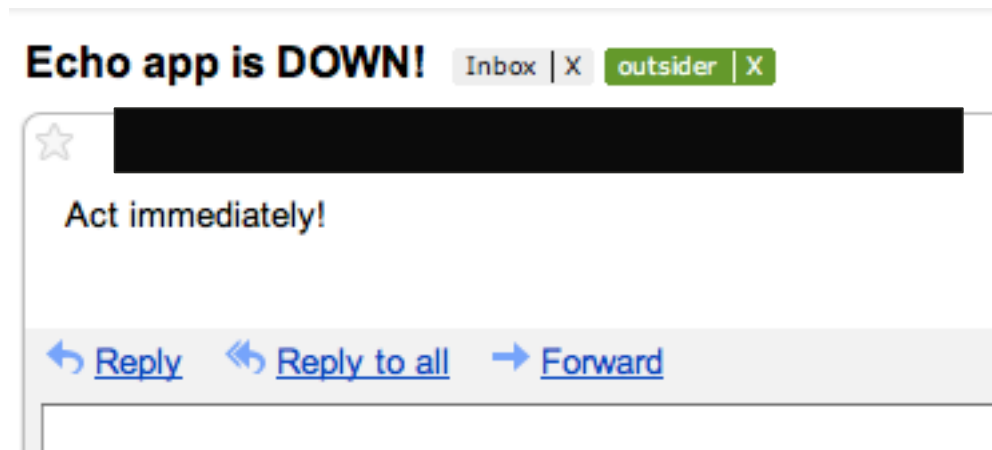 Echo app is DOWN! Inbox | X outsider | X
Act immediately!
Reply Reply to all Forward